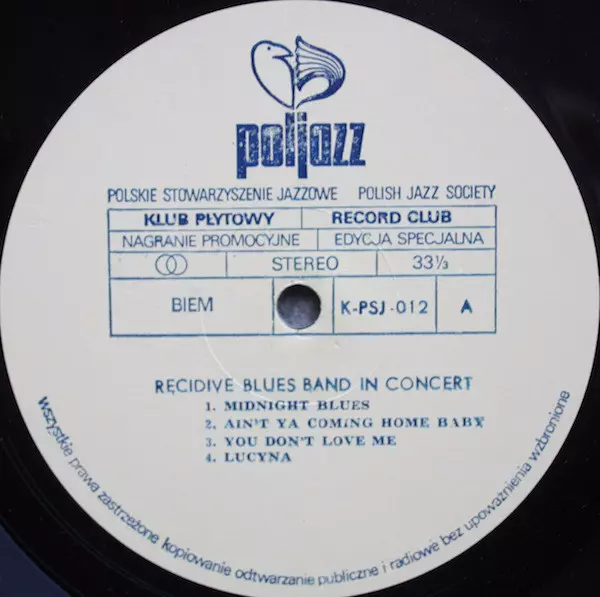 poljazz
POLSKIE STOWARZYSZENIE JAZZOWE POLISH JAZZ SOCIETY
KLUB PŁYTOWY RECORD CLUB
NAGRANIE PROMOCYJNE EDYCJA SPECJALNA
STEREO 33⅓
BIEM K-PSJ-012 A
RECIDIVE BLUES BAND IN CONCERT
1. MIDNIGHT BLUES
2. AIN'T YA COMING HOME BABY
3. YOU DON'T LOVE ME
4. LUCYNA
wszystkie prawa zastrzeżone kopiowanie odtwarzanie publiczne i radiowe bez upoważnienia wzbronione